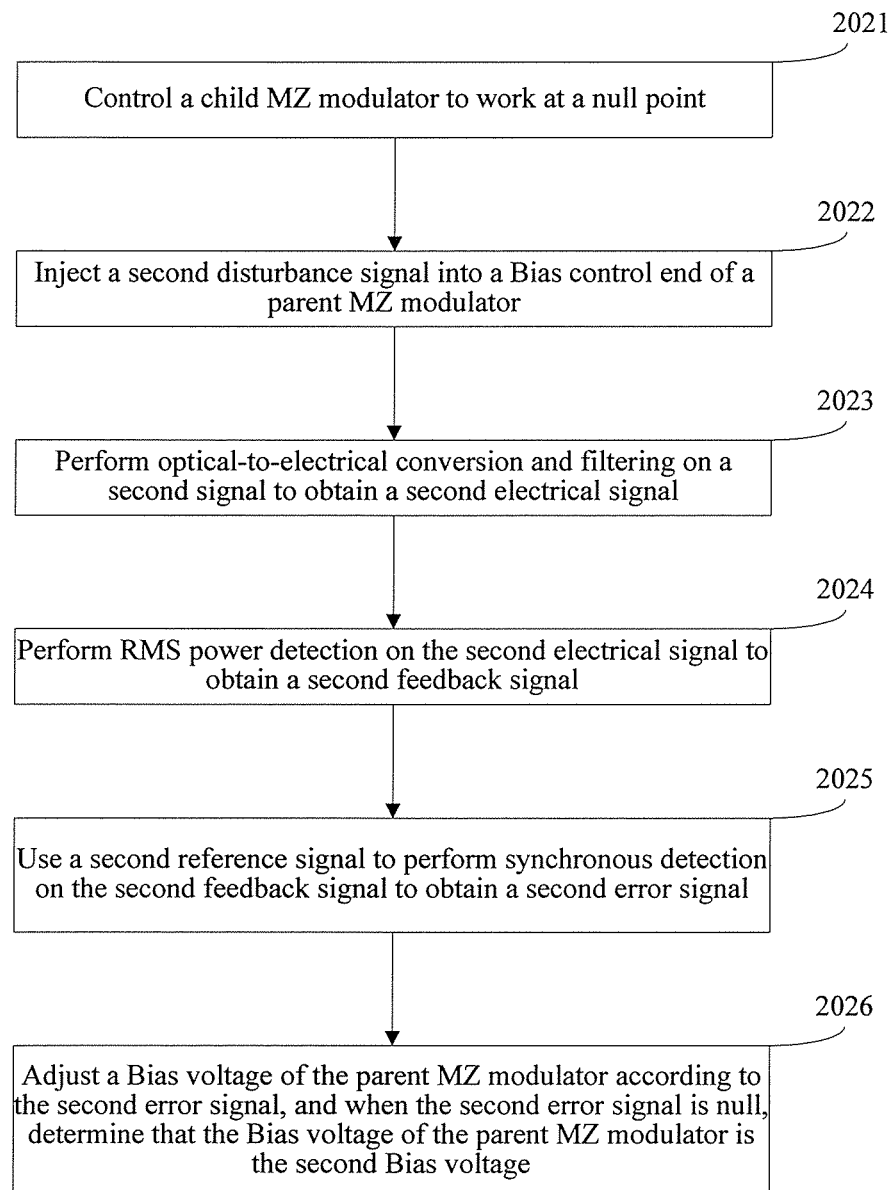 2021
Control a child MZ modulator to work at a null point
2022
Inject a second disturbance signal into a Bias control end of a
parent MZ modulator
2023
Perform optical-to-electrical conversion and filtering on a
second signal to obtain a second electrical signal
2024
Perform RMS power detection on the second electrical signal to
obtain a second feedback signal
2025
Use a second reference signal to perform synchronous detection
on the second feedback signal to obtain a second error signal
2026
Adjust a Bias voltage of the parent MZ modulator according to
the second error signal, and when the second error signal is null,
determine that the Bias voltage of the parent MZ modulator is
the second Bias voltage